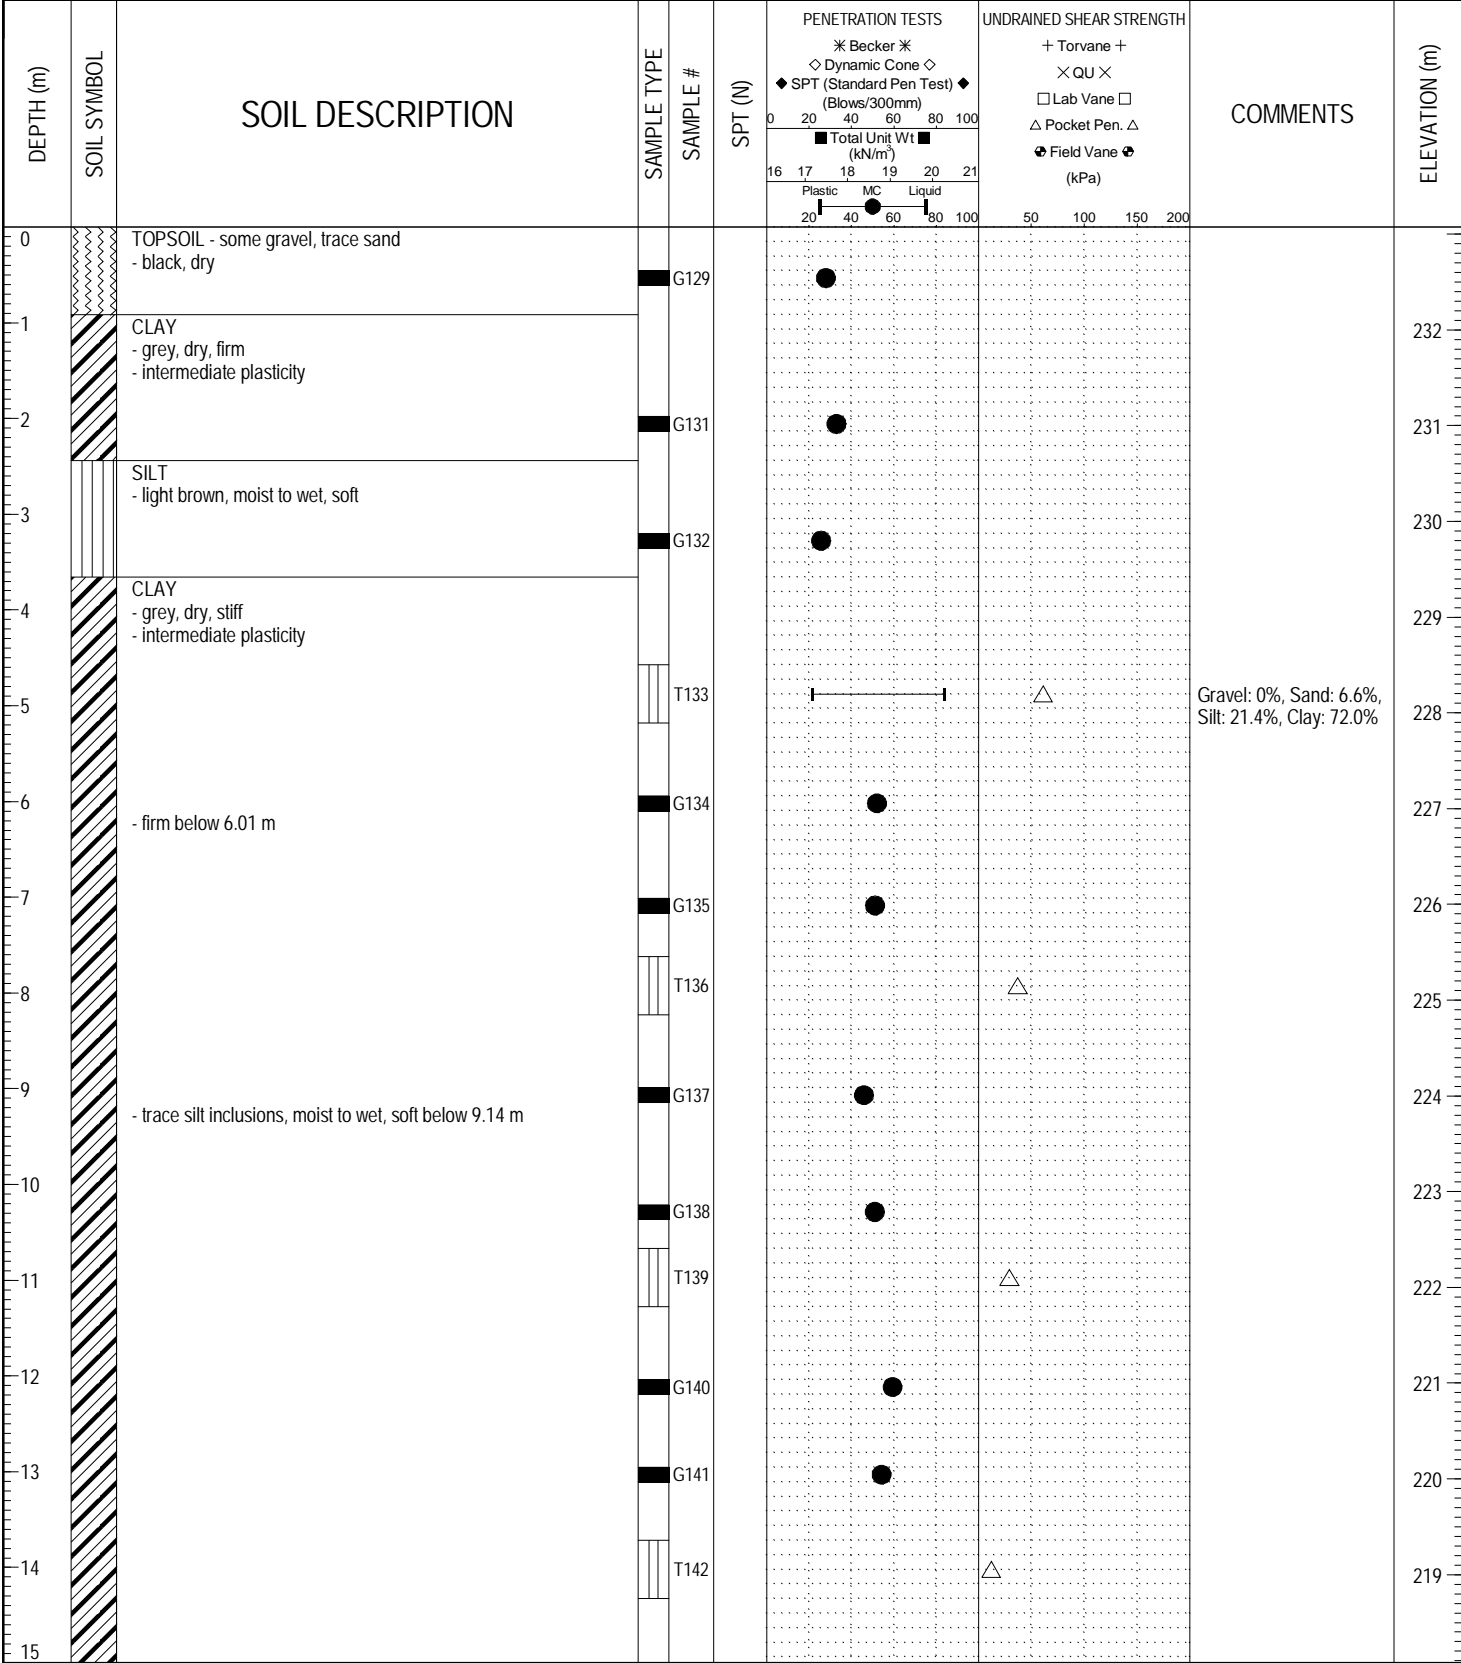 DEPTH (m)
SOIL SYMBOL
SOIL DESCRIPTION
SAMPLE TYPE
SAMPLE #
SPT (N)
PENETRATION TESTS
Becker
Dynamic Cone
SPT (Standard Pen Test)
(Blows/300mm)
0 20 40 60 80 100
Total Unit Wt
(kN/m³)
16 17 18 19 20 21
Plastic MC Liquid
20 40 60 80 100
UNDRAINED SHEAR STRENGTH
+ Torvane +
× QU ×
□ Lab Vane □
△ Pocket Pen. △
Field Vane
(kPa)
50 100 150 200
COMMENTS
ELEVATION (m)
0
TOPSOIL - some gravel, trace sand
- black, dry
G129
1
CLAY
232
- grey, dry, firm
- intermediate plasticity
2
G131
231
SILT
- light brown, moist to wet, soft
3
230
G132
CLAY
4
- grey, dry, stiff
229
- intermediate plasticity
T133
Gravel: 0%, Sand: 6.6%,
Silt: 21.4%, Clay: 72.0%
5
228
6
G134
227
- firm below 6.01 m
7
G135
226
T136
8
225
9
G137
224
- trace silt inclusions, moist to wet, soft below 9.14 m
10
223
G138
T139
11
222
12
G140
221
13
G141
220
14
T142
219
15